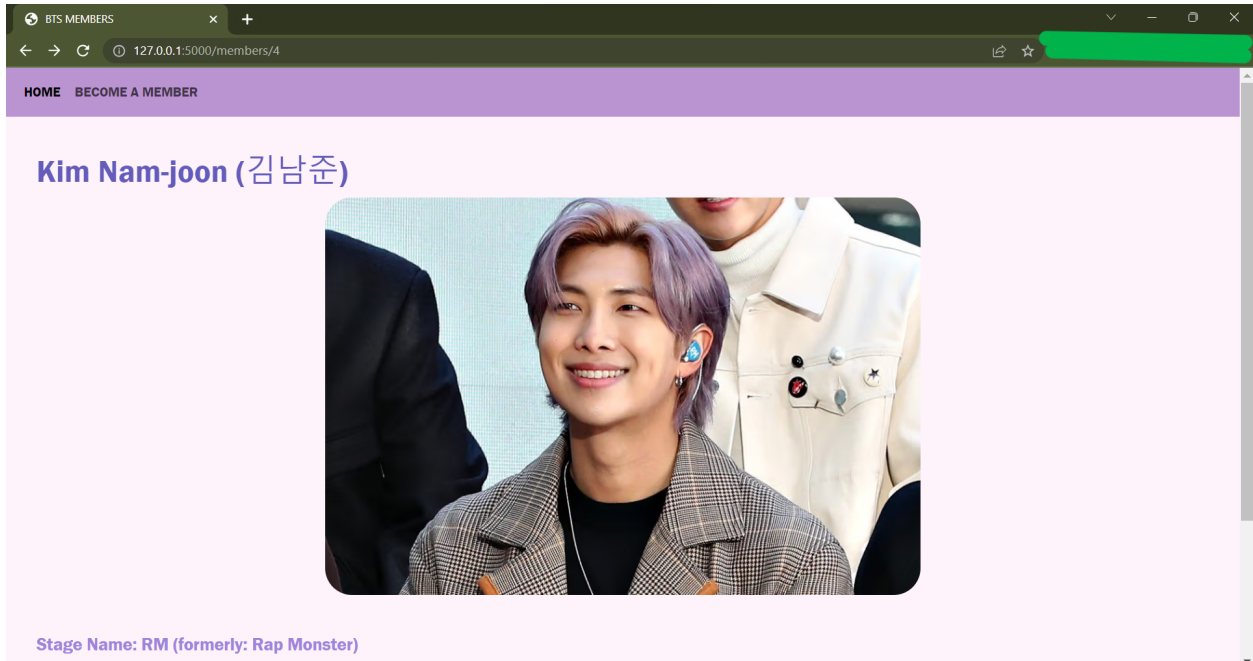 BTS MEMBERS
127.0.0.1:5000/members/4
HOME BECOME A MEMBER
Kim Nam-joon (김남준)
Stage Name: RM (formerly: Rap Monster)